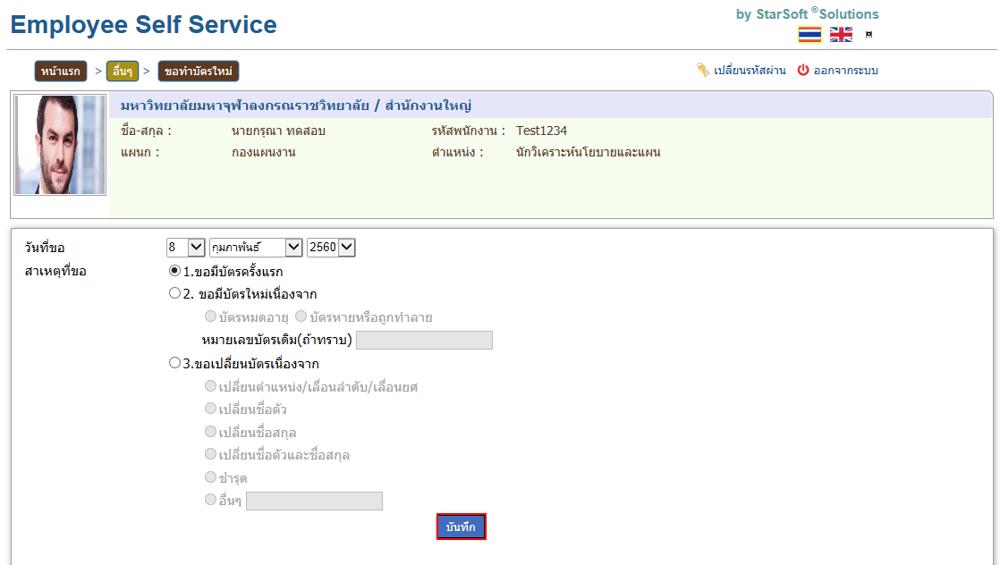 Employee Self Service
by StarSoft ®Solutions
หน้าแรก > อื่นๆ > ขอทำบัตรใหม่
เปลี่ยนรหัสผ่าน ออกจากระบบ
มหาวิทยาลัยมหาจุฬาลงกรณราชวิทยาลัย / สำนักงานใหญ่
ชื่อ-สกุล : นายกรุณา ทดสอบ รหัสพนักงาน : Test1234
แผนก : กองแผนงาน ตำแหน่ง : นักวิเคราะห์นโยบายและแผน
วันที่ขอ 8 กุมภาพันธ์ 2560
สาเหตุที่ขอ 1.ขอมีบัตรครั้งแรก
2. ขอมีบัตรใหม่เนื่องจาก
บัตรหมดอายุ บัตรหายหรือถูกทำลาย
หมายเลขบัตรเดิม(ถ้าทราบ)
3.ขอเปลี่ยนบัตรเนื่องจาก
เปลี่ยนตำแหน่ง/เลื่อนลำดับ/เลื่อนยศ
เปลี่ยนชื่อตัว
เปลี่ยนชื่อสกุล
เปลี่ยนชื่อตัวและชื่อสกุล
ชำรุด
อื่นๆ
บันทึก